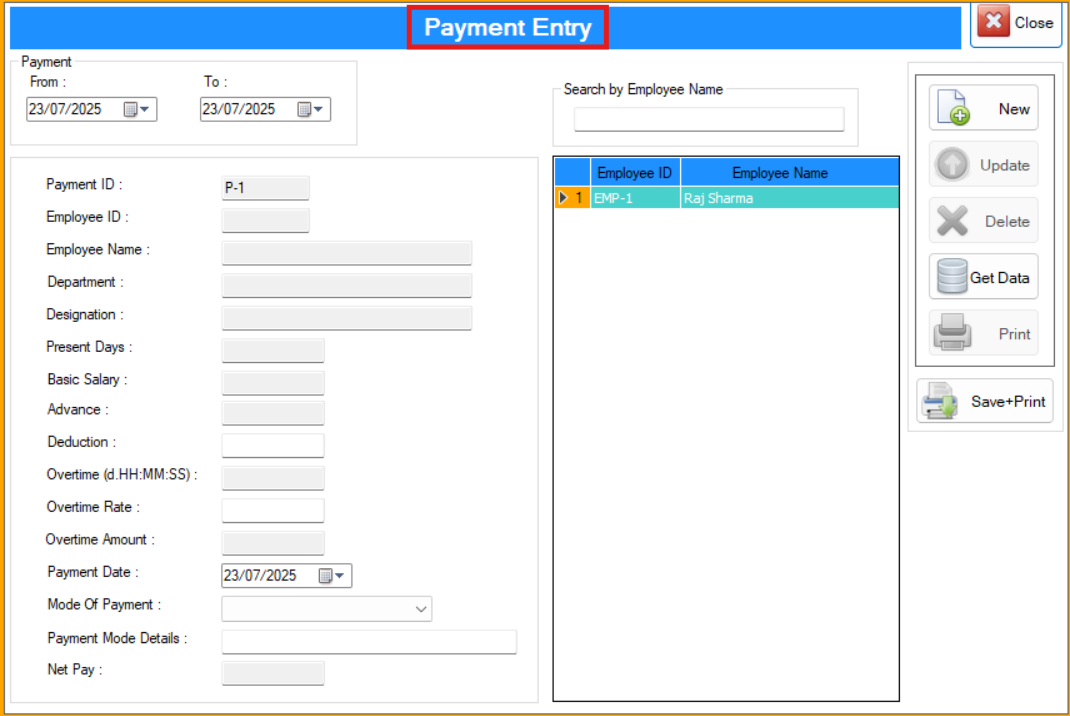 Payment Entry
Close
Payment
From :
To :
23/07/2025
23/07/2025
Search by Employee Name
Payment ID :
P-1
Employee ID :
Employee Name :
Department :
Designation :
Present Days :
Basic Salary :
Advance :
Deduction :
Overtime (d.HH:MM:SS) :
Overtime Rate :
Overtime Amount :
Payment Date :
23/07/2025
Mode Of Payment :
Payment Mode Details :
Net Pay :
Employee ID
Employee Name
1
EMP-1
Raj Sharma
New
Update
Delete
Get Data
Print
Save+Print